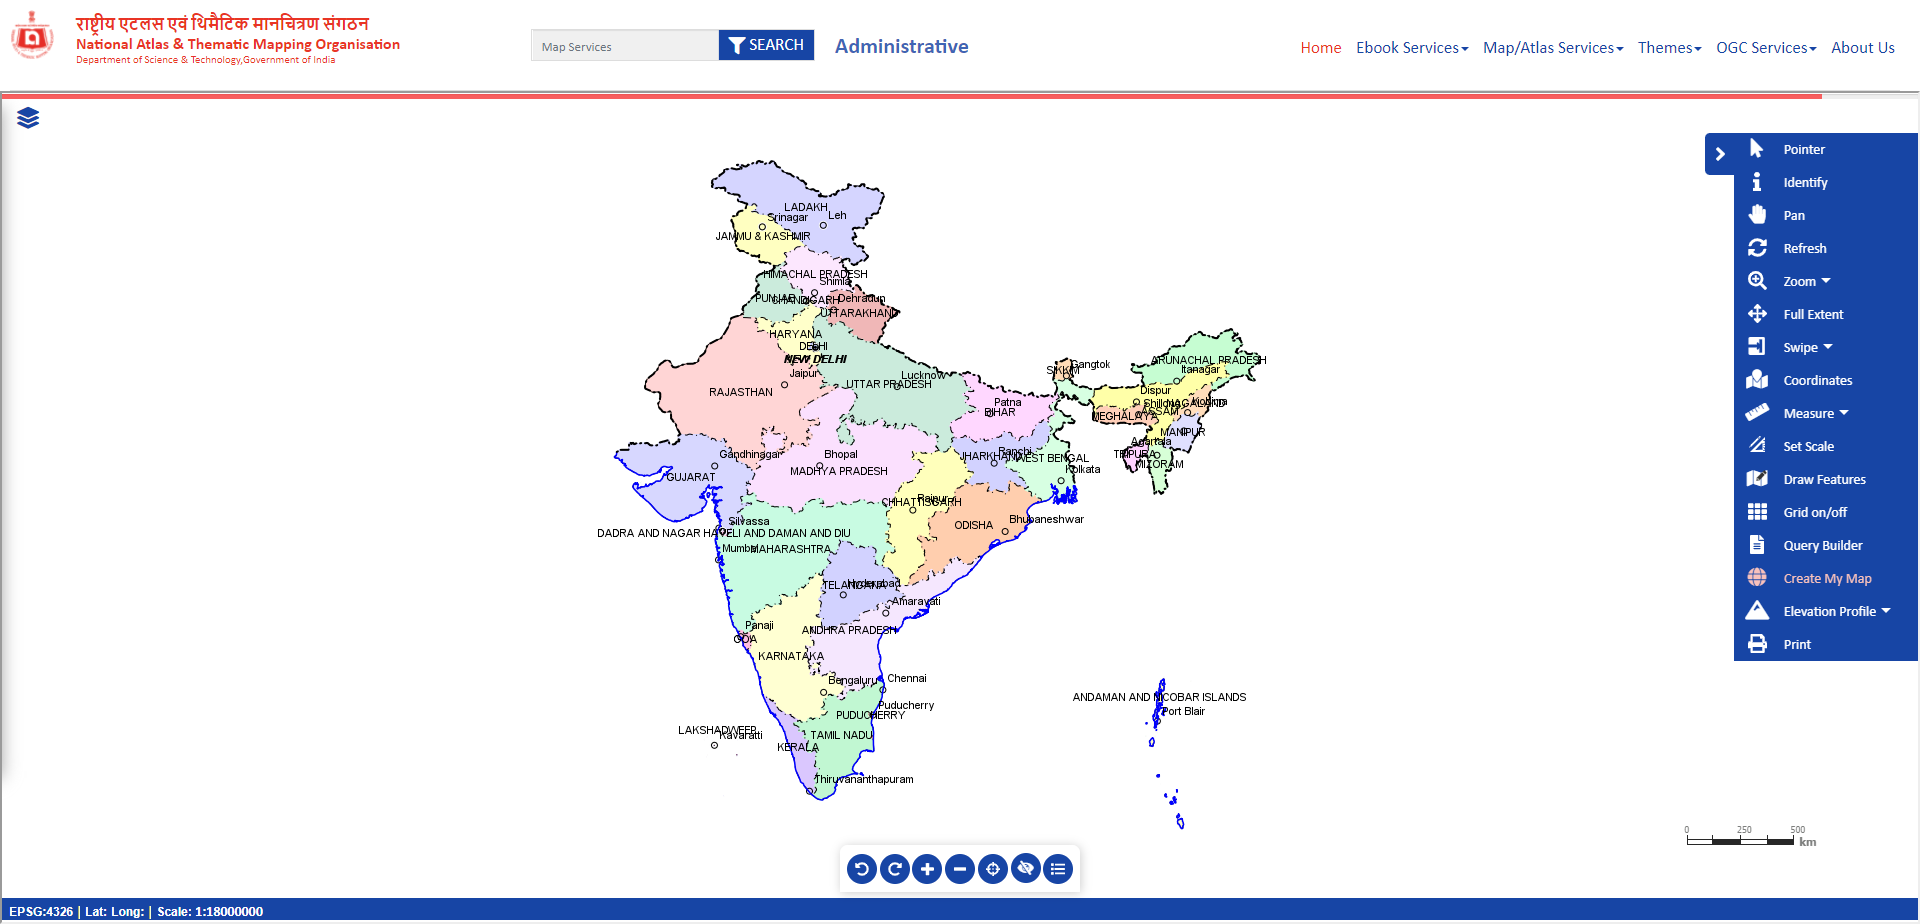 राष्ट्रीय एटलस एवं थिमैटिक मानचित्रण संगठन
National Atlas & Thematic Mapping Organisation
Department of Science & Technology,Government of India
Map Services
SEARCH
Administrative
Home
Ebook Services
Map/Atlas Services
Themes
OGC Services
About Us
Pointer
Identify
Pan
Refresh
Zoom
Full Extent
Swipe
Coordinates
Measure
Set Scale
Draw Features
Grid on/off
Query Builder
Create My Map
Elevation Profile
Print
LADAKH
Srinagar
Leh
JAMMU & KASHMIR
HIMACHAL PRADESH
Shimla
PUNJAB
CHANDIGARH
Dehradun
UTTARAKHAND
HARYANA
DELHI
NEW DELHI
Jaipur
RAJASTHAN
Lucknow
UTTAR PRADESH
Gangtok
SIKKIM
ARUNACHAL PRADESH
Itanagar
Dispur
Shillong
NAGALAND
MEGHALAYA
ASSAM
Patna
BIHAR
MANIPUR
Agartala
TRIPURA
MIZORAM
Gandhinagar
GUJARAT
Bhopal
MADHYA PRADESH
JHARKHAND
Ranchi
WEST BENGAL
Kolkata
Raipur
CHHATTISGARH
ODISHA
Bhubaneshwar
Silvassa
DADRA AND NAGAR HAVELI AND DAMAN AND DIU
Mumbai
MAHARASHTRA
TELANGANA
Hyderabad
Amaravati
Panaji
GOA
ANDHRA PRADESH
KARNATAKA
Bengaluru
Chennai
Puducherry
PUDUCHERRY
LAKSHADWEEP
Kavaratti
KERALA
TAMIL NADU
Thiruvananthapuram
ANDAMAN AND NICOBAR ISLANDS
Port Blair
0 250 500
km
EPSG:4326 | Lat: Long: | Scale: 1:18000000